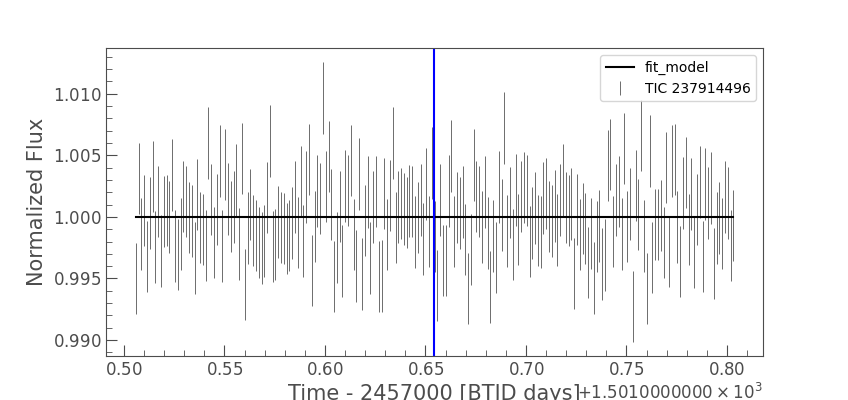 fit_model
TIC 237914496
1.010
1.005
1.000
0.995
0.990
Normalized Flux
0.50 0.55 0.60 0.65 0.70 0.75 0.80
Time - 2457000 [BTJD days]
+1.5010000000 × 10³